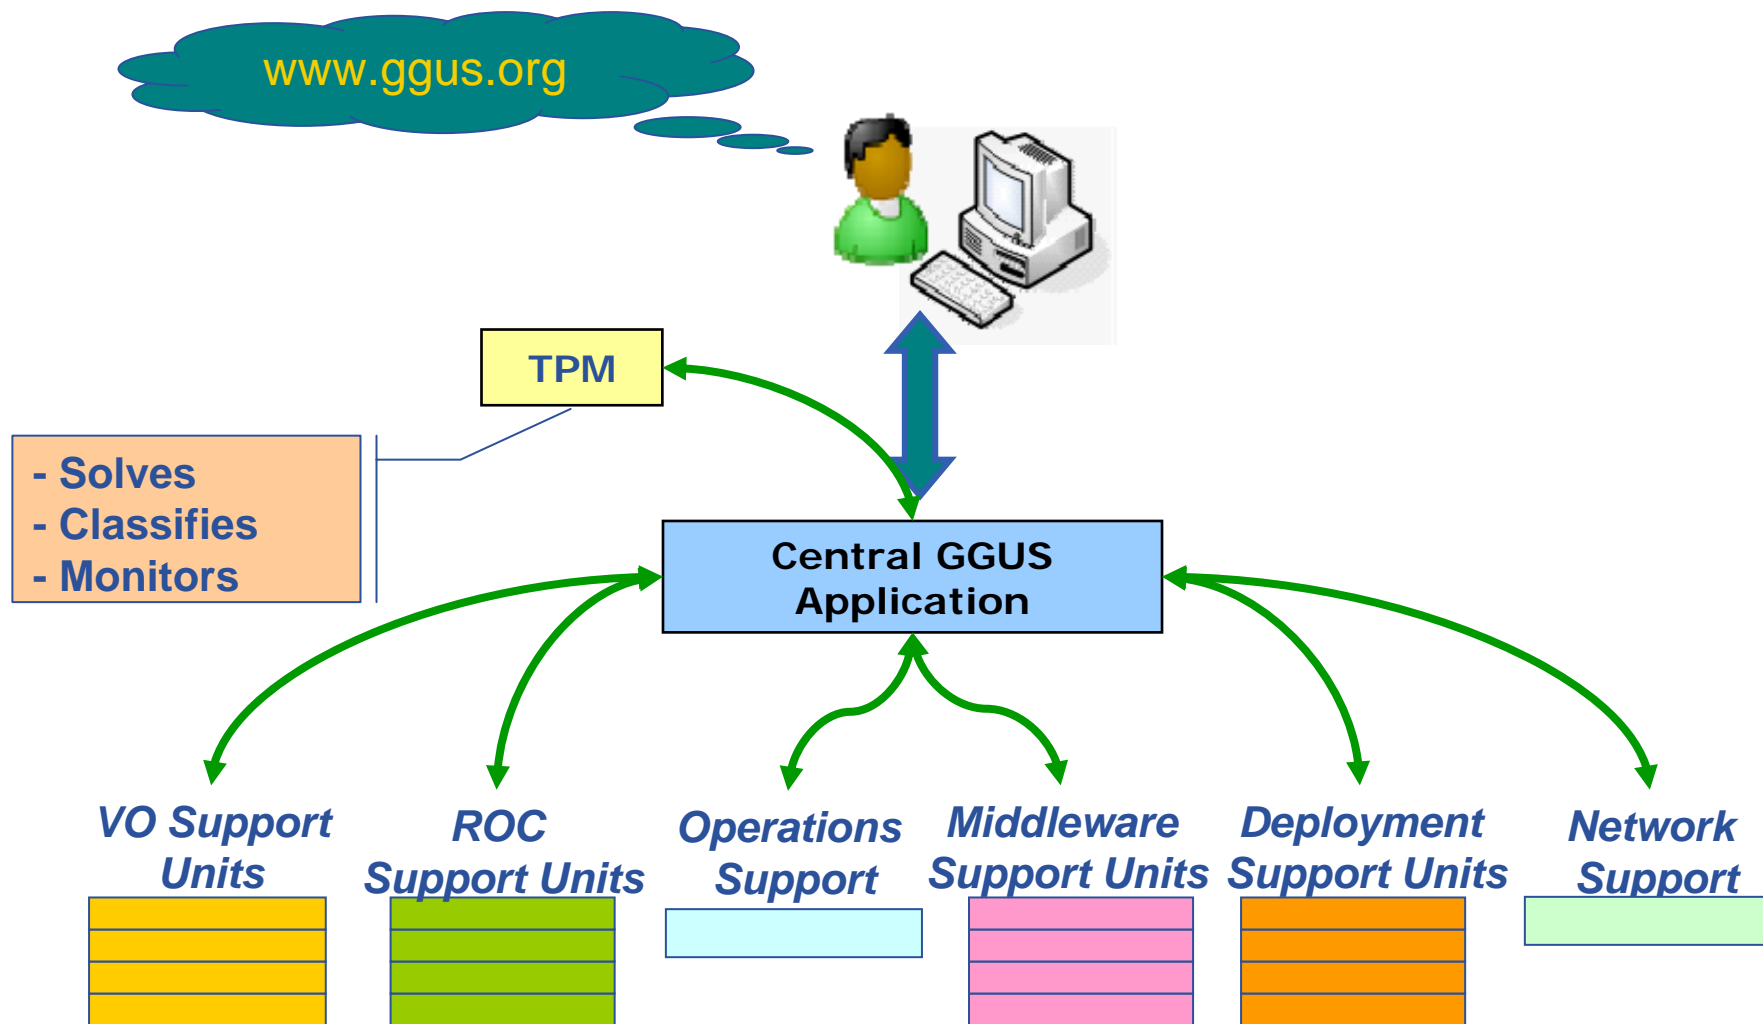 www.ggus.org
TPM
- Solves
- Classifies
- Monitors
Central GGUS
Application
VO Support
Units
ROC
Support Units
Operations
Support
Middleware
Support Units
Deployment
Support Units
Network
Support